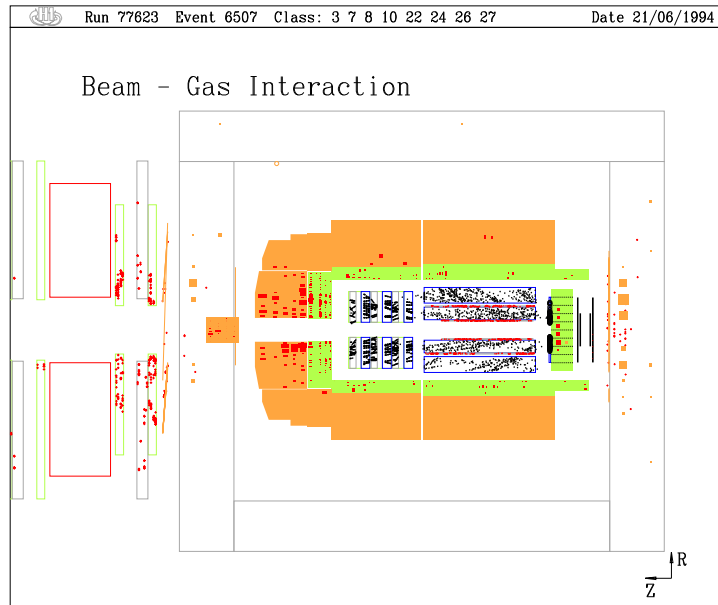 Run 77623 Event 6507 Class: 3 7 8 10 22 24 26 27 Date 21/06/1994
Beam - Gas Interaction
R
Z